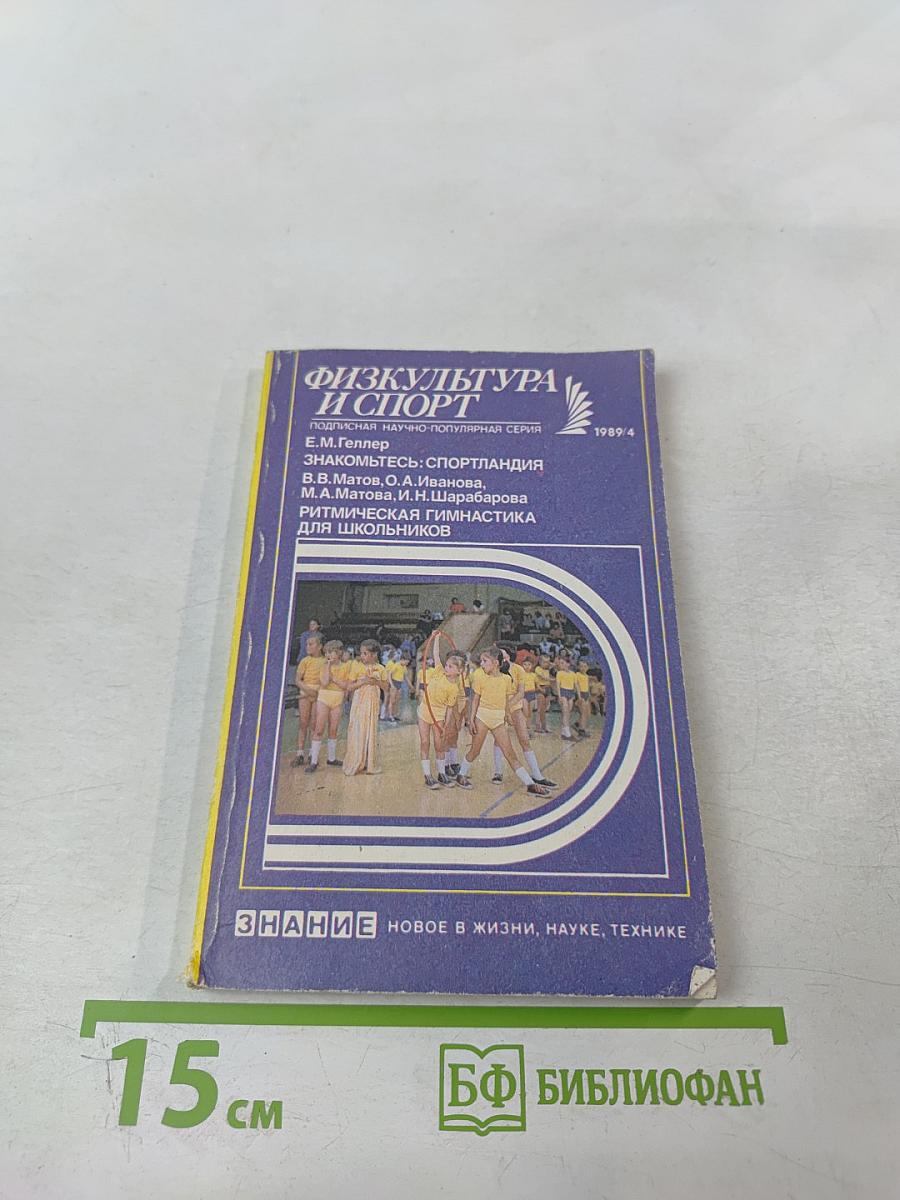 ФИЗКУЛЬТУРА
И СПОРТ
ПОДПИСНАЯ НАУЧНО-ПОПУЛЯРНАЯ СЕРИЯ
1989/4
Е.М.Геллер
ЗНАКОМЬТЕСЬ: СПОРТЛАНДИЯ
В.В.Матов, О.А.Иванова,
М.А.Матова, И.Н.Шарабарова
РИТМИЧЕСКАЯ ГИМНАСТИКА
ДЛЯ ШКОЛЬНИКОВ
ЗНАНИЕ НОВОЕ В ЖИЗНИ, НАУКЕ, ТЕХНИКЕ
15 см
БФ БИБЛИОФАН